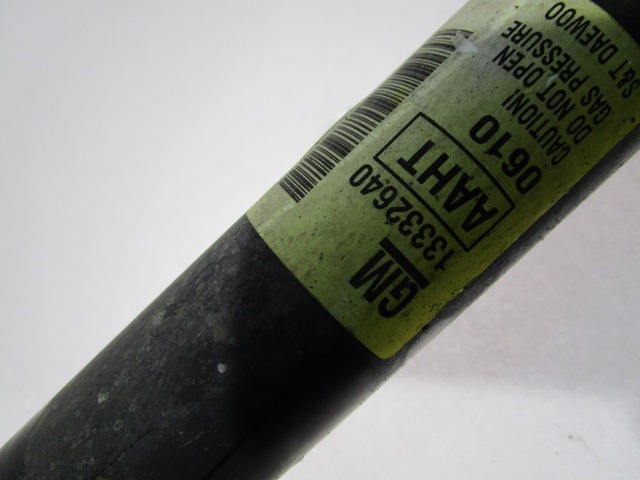 GM 13332640
AAHT
0610
CAUTION!
DO NOT OPEN
GAS PRESSURE
S&T DAEWOO